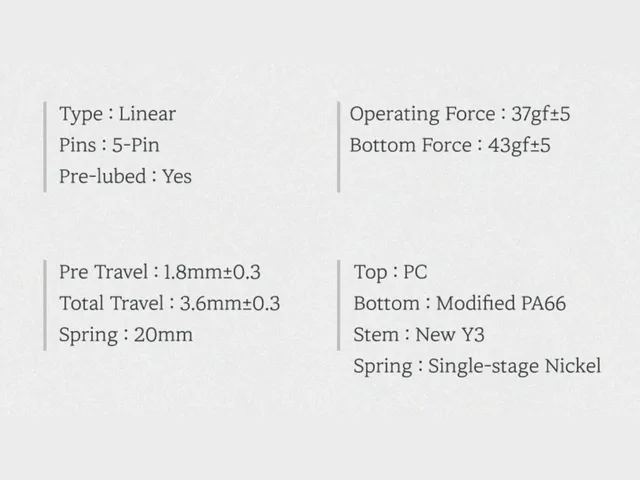 Type : Linear
Pins : 5-Pin
Pre-lubed : Yes
Operating Force : 37gf±5
Bottom Force : 43gf±5
Pre Travel : 1.8mm±0.3
Total Travel : 3.6mm±0.3
Spring : 20mm
Top : PC
Bottom : Modified PA66
Stem : New Y3
Spring : Single-stage Nickel